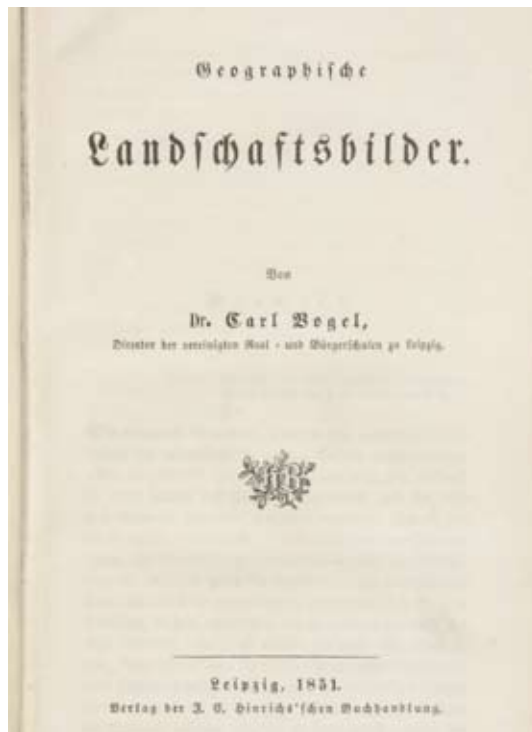 Geographische
Landschaftsbilder.
Von
Dr. Carl Vogel,
Director der vereinigten Real- und Bürgerschulen zu Leipzig.
Leipzig, 1851.
Verlag der J. C. Hinrichs'schen Buchhandlung.